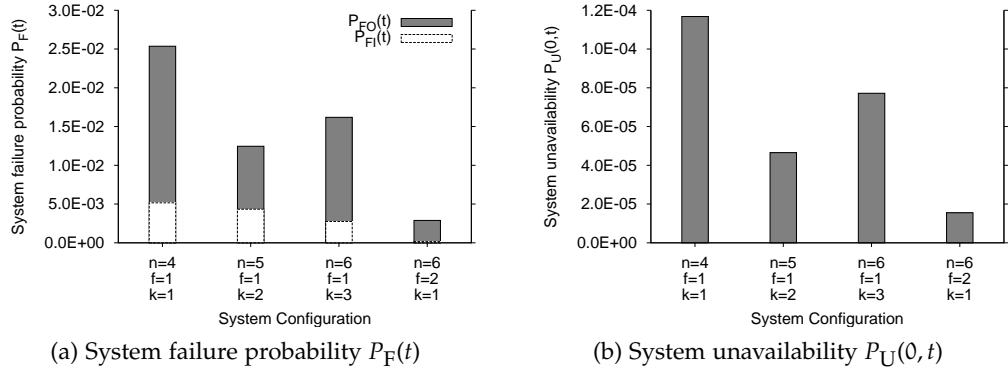 3.0E-02
2.5E-02
2.0E-02
1.5E-02
1.0E-02
5.0E-03
0.0E+00
System failure probability P_F(t)
P_FO(t)
P_FI(t)
n=4 n=5 n=6 n=6
f=1 f=1 f=1 f=2
k=1 k=2 k=3 k=1
System Configuration
(a) System failure probability P_F(t)
1.2E-04
1.0E-04
8.0E-05
6.0E-05
4.0E-05
2.0E-05
0.0E+00
System unavailability P_U(0,t)
n=4 n=5 n=6 n=6
f=1 f=1 f=1 f=2
k=1 k=2 k=3 k=1
System Configuration
(b) System unavailability P_U(0, t)